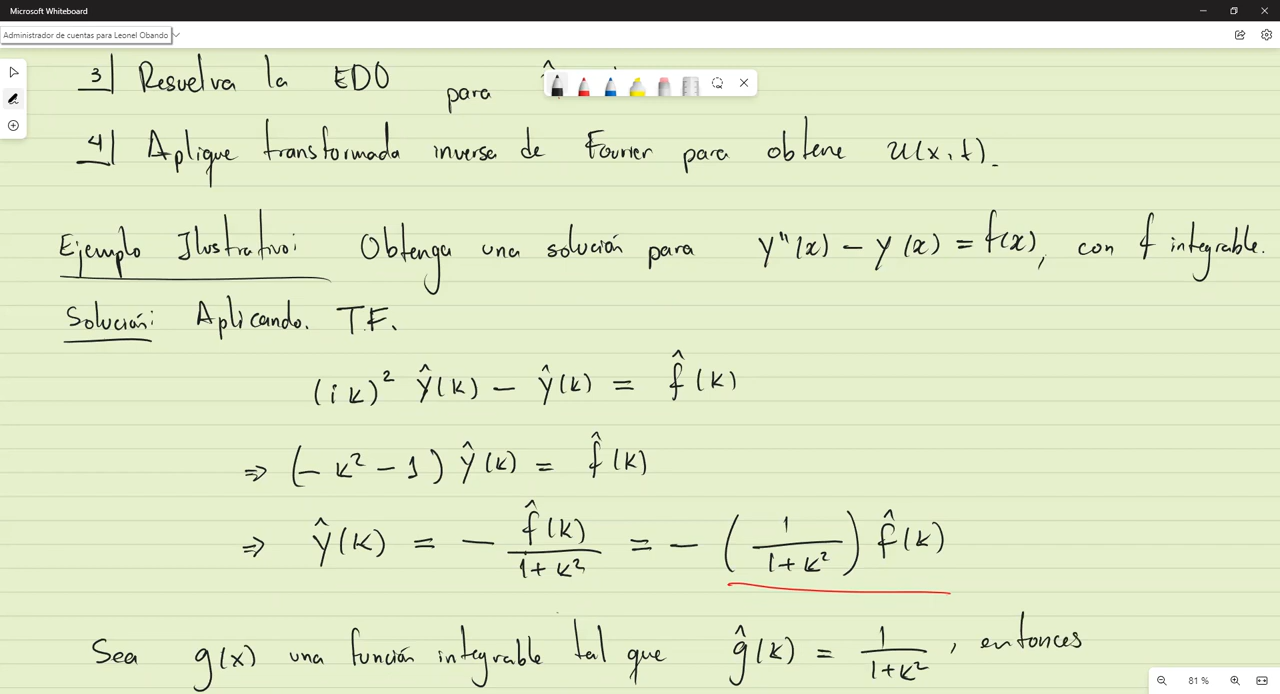 Microsoft Whiteboard
Administrador de cuentas para Leonel Obando
3| Resuelva la EDO para
4| Aplique transformada inversa de Fourier para obtene u(x,t).
Ejemplo Ilustrativo: Obtenga una solución para y''(x) − y(x) = f(x), con f integrable.
Solución: Aplicando. T.F.
(ik)² ŷ(k) − ŷ(k) = f̂(k)
⇒ (−k² − 1) ŷ(k) = f̂(k)
⇒ ŷ(k) = − f̂(k)/(1+k²) = − (1/(1+k²)) f̂(k)
Sea g(x) una función integrable tal que ĝ(k) = 1/(1+k²), entonces
81 %